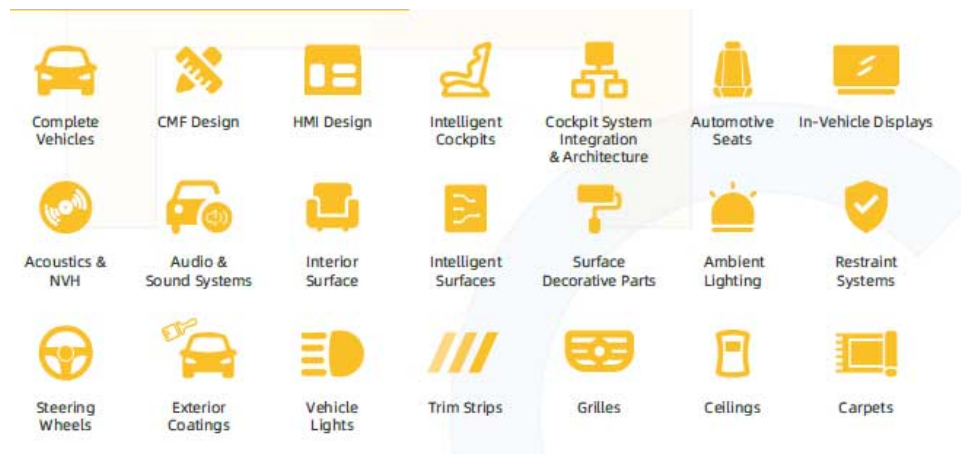 Complete
Vehicles
CMF Design
HMI Design
Intelligent
Cockpits
Cockpit System
Integration
& Architecture
Automotive
Seats
In-Vehicle Displays
Acoustics &
NVH
Audio &
Sound Systems
Interior
Surface
Intelligent
Surfaces
Surface
Decorative Parts
Ambient
Lighting
Restraint
Systems
Steering
Wheels
Exterior
Coatings
Vehicle
Lights
Trim Strips
Grilles
Ceilings
Carpets